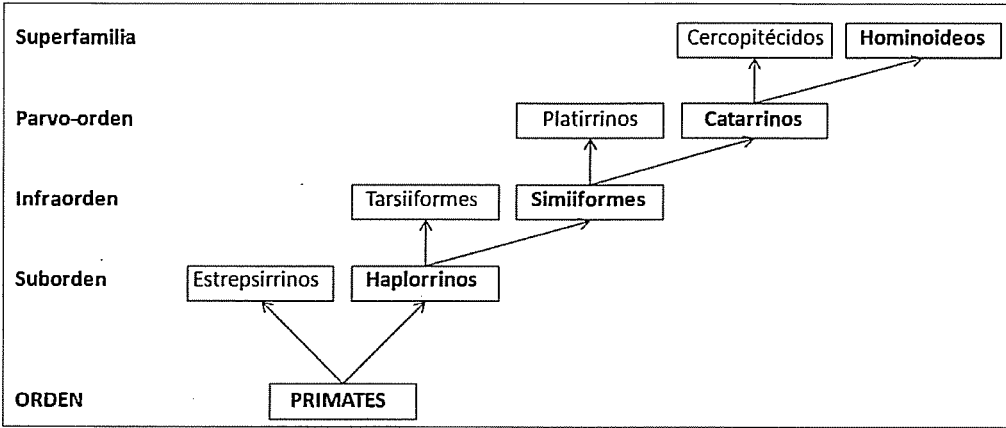 Superfamilia Cercopitécidos Hominoideos
Parvo-orden Platirrinos Catarrinos
Infraorden Tarsiiformes Simiiformes
Suborden Estrepsirrinos Haplorrinos
ORDEN PRIMATES